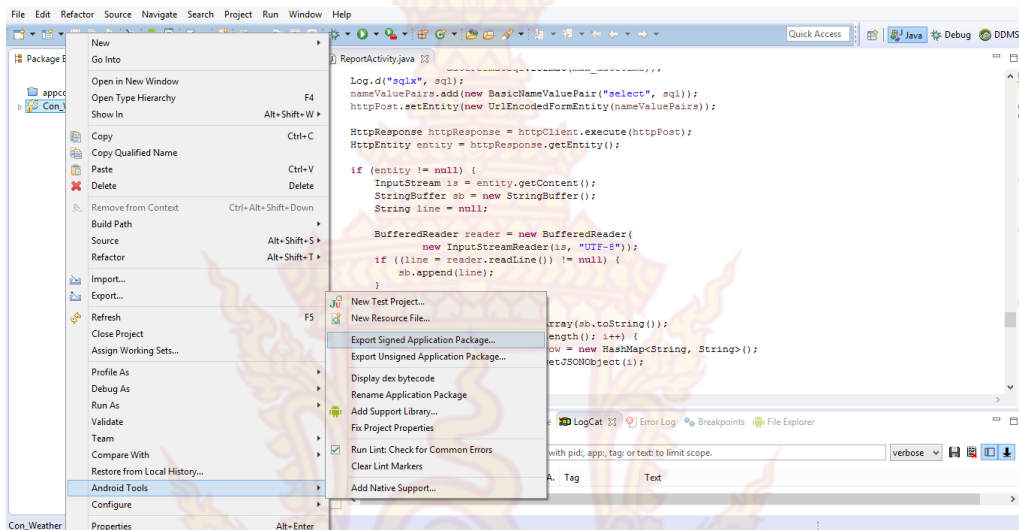 File Edit Refactor Source Navigate Search Project Run Window Help
Quick Access Java Debug DDMS
Package E
appco
Con_W
Con_Weather
New
Go Into
Open in New Window
Open Type Hierarchy F4
Show In Alt+Shift+W
Copy Ctrl+C
Copy Qualified Name
Paste Ctrl+V
Delete Delete
Remove from Context Ctrl+Alt+Shift+Down
Build Path
Source Alt+Shift+S
Refactor Alt+Shift+T
Import...
Export...
Refresh F5
Close Project
Assign Working Sets...
Profile As
Debug As
Run As
Validate
Team
Compare With
Restore from Local History...
Android Tools
Configure
Properties Alt+Enter
New Test Project...
New Resource File...
Export Signed Application Package...
Export Unsigned Application Package...
Display dex bytecode
Rename Application Package
Add Support Library...
Fix Project Properties
Run Lint: Check for Common Errors
Clear Lint Markers
Add Native Support...
ReportActivity.java
Log.d("sqlx", sql);
nameValuePairs.add(new BasicNameValuePair("select", sql));
httpPost.setEntity(new UrlEncodedFormEntity(nameValuePairs));
HttpResponse httpResponse = httpClient.execute(httpPost);
HttpEntity entity = httpResponse.getEntity();
if (entity != null) {
InputStream is = entity.getContent();
StringBuffer sb = new StringBuffer();
String line = null;
BufferedReader reader = new BufferedReader(
new InputStreamReader(is, "UTF-8"));
if ((line = reader.readLine()) != null) {
sb.append(line);
}
rray(sb.toString());
ength(); i++) {
ow = new HashMap<String, String>();
etJSONObject(i);
e LogCat Error Log Breakpoints File Explorer
with pid:, app:, tag: or text: to limit scope. verbose
A. Tag Text